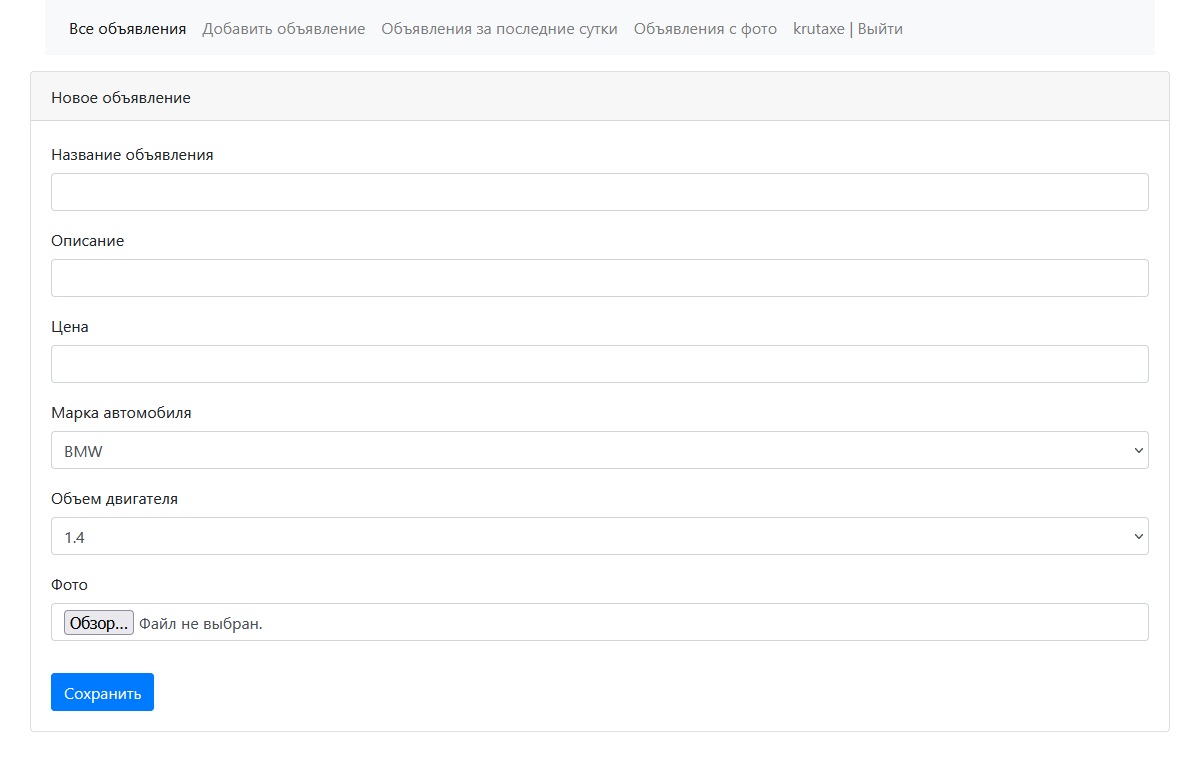 Все объявления Добавить объявление Объявления за последние сутки Объявления с фото krutaxe | Выйти
Новое объявление
Название объявления
Описание
Цена
Марка автомобиля
BMW
Объем двигателя
1.4
Фото
Обзор... Файл не выбран.
Сохранить